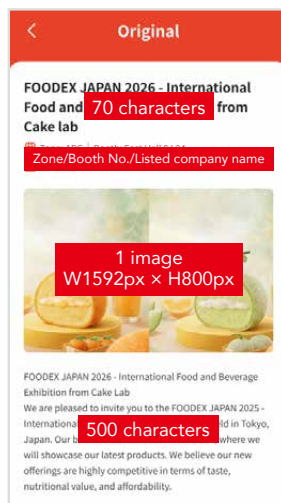 Original
FOODEX JAPAN 2026 - International
Food and 70 characters from
Cake lab
Zone/Booth No./Listed company name
1 image
W1592px × H800px
FOODEX JAPAN 2026 - International Food and Beverage
Exhibition from Cake Lab
We are pleased to invite you to the FOODEX JAPAN 2025 -
International 500 characters in Tokyo,
Japan. Our where we
will showcase our latest products. We believe our new
offerings are highly competitive in terms of taste,
nutritional value, and affordability.